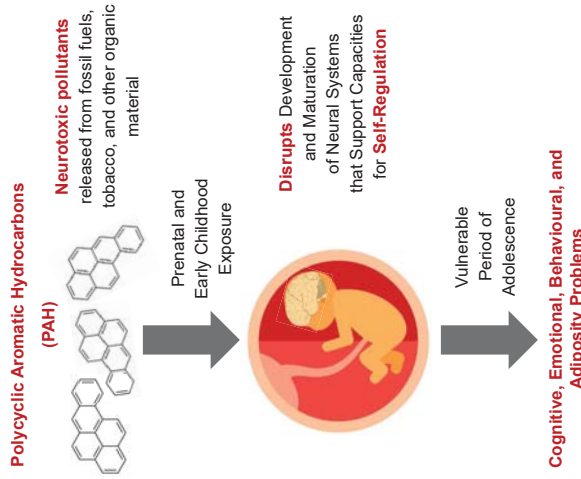 Polycyclic Aromatic Hydrocarbons
(PAH)
Neurotoxic pollutants
released from fossil fuels,
tobacco, and other organic
material
Prenatal and
Early Childhood
Exposure
Disrupts Development
and Maturation
of Neural Systems
that Support Capacities
for Self-Regulation
Vulnerable
Period of
Adolescence
Cognitive, Emotional, Behavioural, and
Adiposity Problems